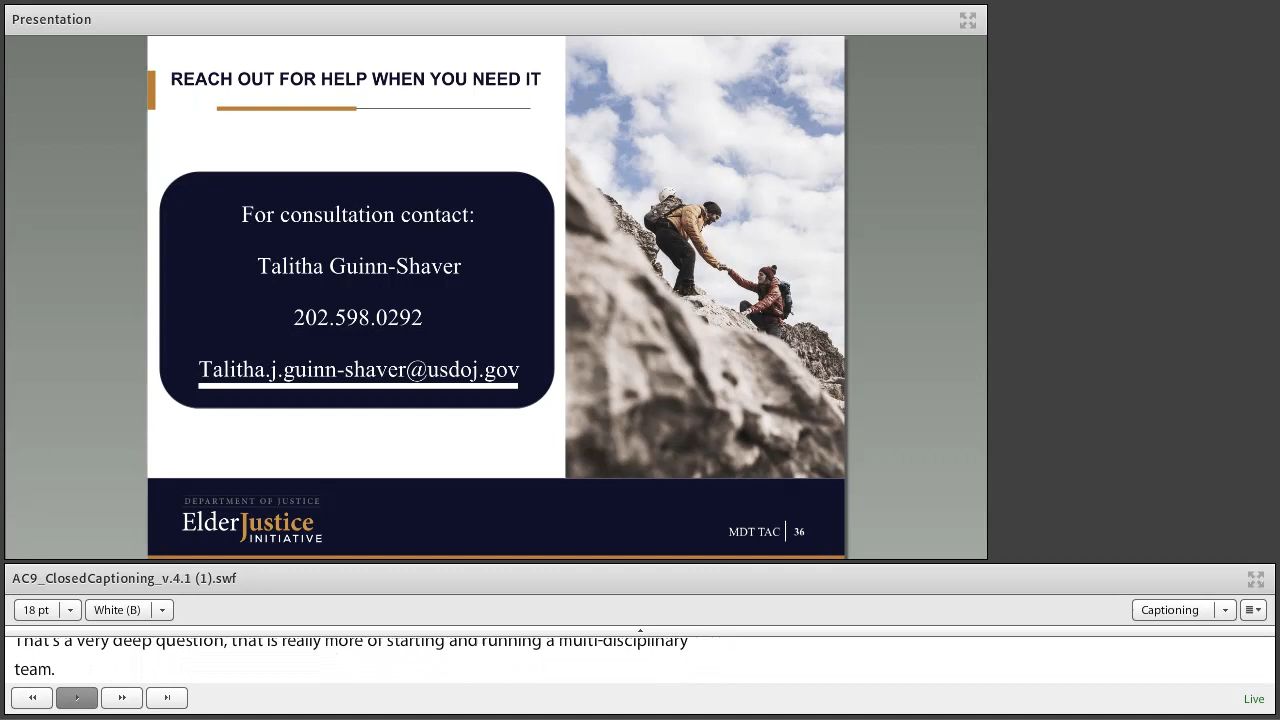 Presentation
REACH OUT FOR HELP WHEN YOU NEED IT
For consultation contact:
Talitha Guinn-Shaver
202.598.0292
Talitha.j.guinn-shaver@usdoj.gov
DEPARTMENT OF JUSTICE
ElderJustice
INITIATIVE
MDT TAC 36
AC9_ClosedCaptioning_v.4.1 (1).swf
18 pt White (B) Captioning
That's a very deep question, that is really more of starting and running a multi-disciplinary
team.
Live